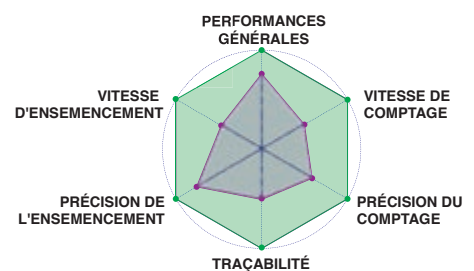 PERFORMANCES
GÉNÉRALES
VITESSE
D'ENSEMENCEMENT
VITESSE DE
COMPTAGE
PRÉCISION DE
L'ENSEMENCEMENT
PRÉCISION DU
COMPTAGE
TRAÇABILITÉ